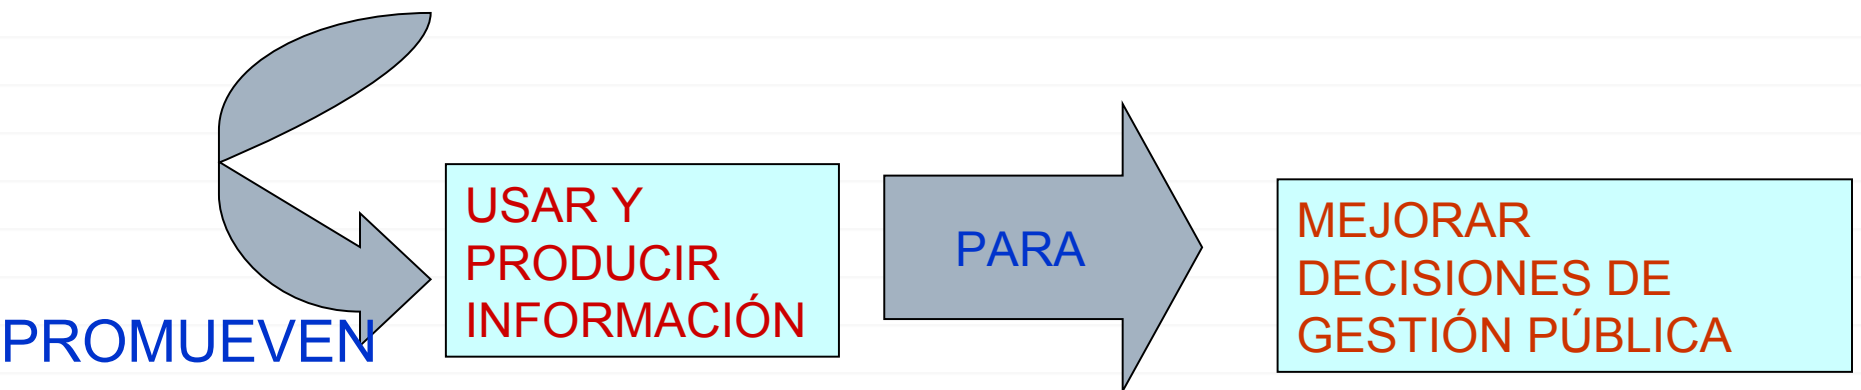 PROMUEVEN
USAR Y
PRODUCIR
INFORMACIÓN
PARA
MEJORAR
DECISIONES DE
GESTIÓN PÚBLICA